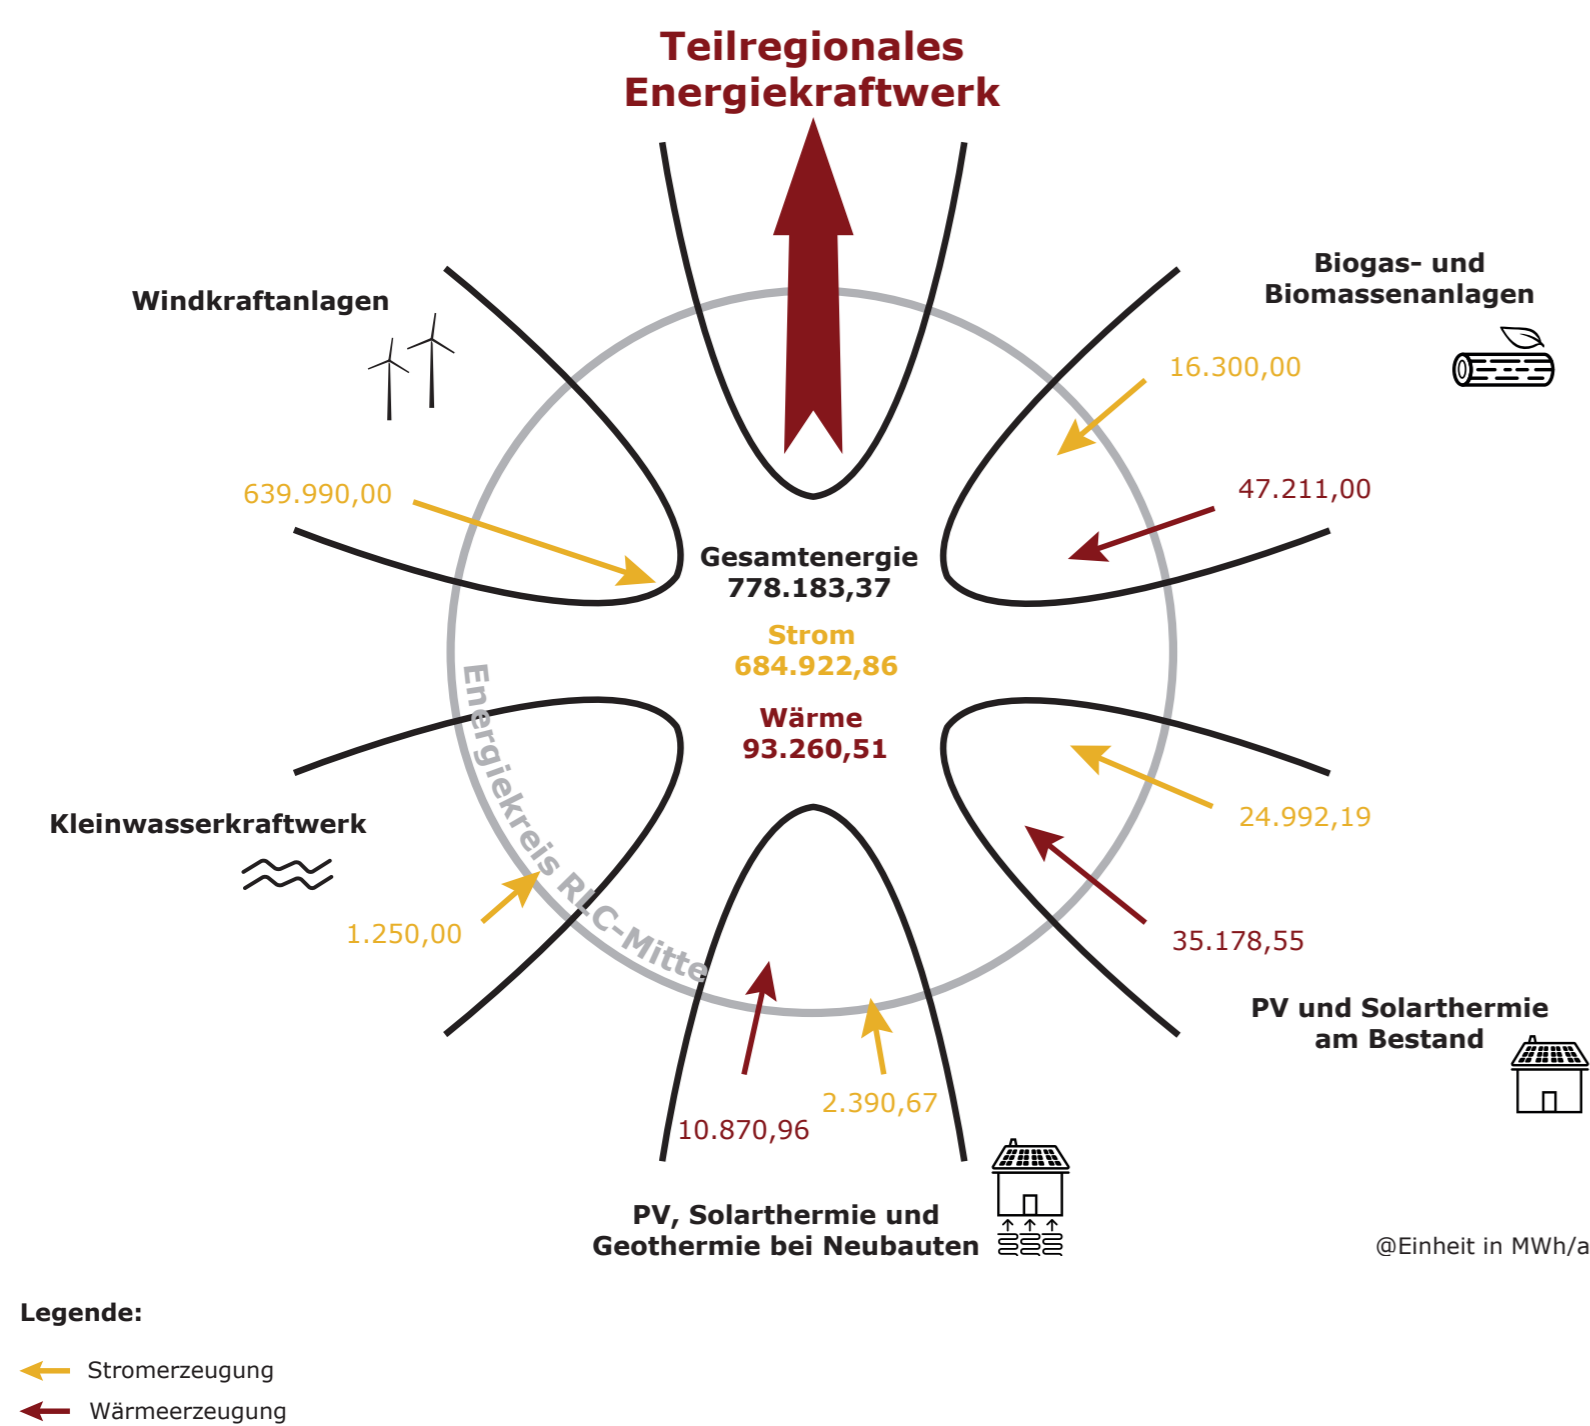 Teilregionales
Energiekraftwerk
Windkraftanlagen
639.990,00
Biogas- und
Biomassenanlagen
16.300,00
47.211,00
Gesamtenergie
778.183,37
Strom
684.922,86
Wärme
93.260,51
Energiekreis RLC-Mitte
Kleinwasserkraftwerk
1.250,00
24.992,19
35.178,55
PV und Solarthermie
am Bestand
10.870,96
2.390,67
PV, Solarthermie und
Geothermie bei Neubauten
@Einheit in MWh/a
Legende:
Stromerzeugung
Wärmeerzeugung